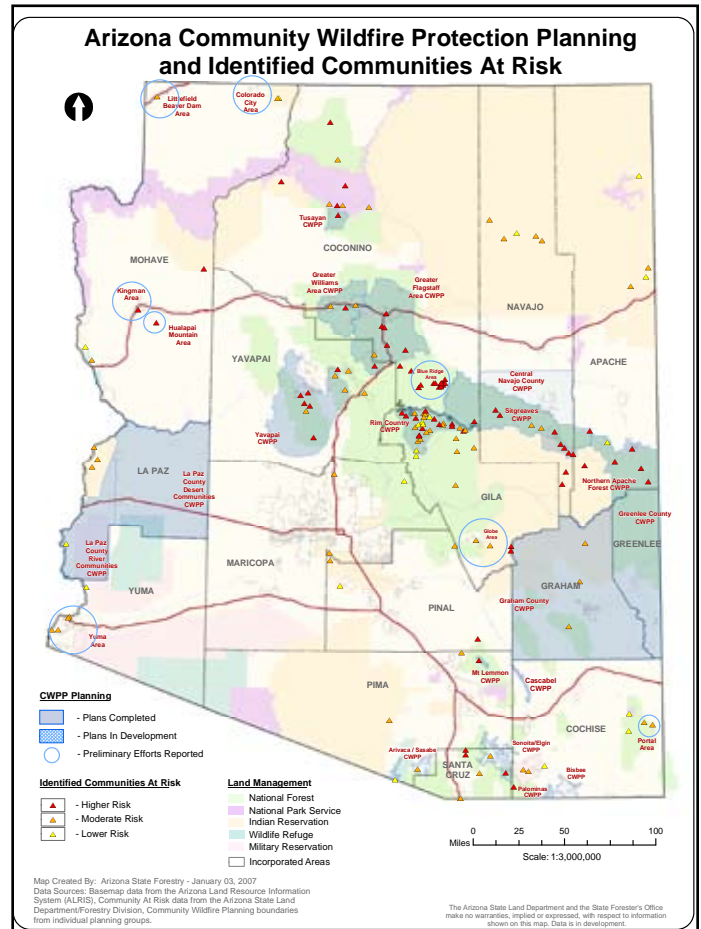 Arizona Community Wildfire Protection Planning
and Identified Communities At Risk
Littlefield
Beaver Dam
Area
Colorado
City
Area
Tusayan
CWPP
COCONINO
MOHAVE
Greater
Williams
Area CWPP
Greater
Flagstaff
Area CWPP
Kingman
Area
Hualapai
Mountain
Area
NAVAJO
APACHE
YAVAPAI
Blue Ridge
Area
Central
Navajo County
CWPP
Sitgreaves
CWPP
Yavapai
CWPP
Rim Country
CWPP
LA PAZ
La Paz
County
Desert
Communities
CWPP
Northern Apache
Forest CWPP
GILA
Greenlee County
CWPP
Globe
Area
GREENLEE
La Paz
County
River
Communities
CWPP
MARICOPA
YUMA
GRAHAM
Graham County
CWPP
PINAL
Yuma
Area
Mt Lemmon
CWPP
Cascabel
CWPP
PIMA
COCHISE
Portal
Area
Arivaca / Sasabe
CWPP
Sonoita/Elgin
CWPP
SANTA
CRUZ
Bisbee
CWPP
Palominas
CWPP
CWPP Planning
- Plans Completed
- Plans In Development
- Preliminary Efforts Reported
Identified Communities At Risk
- Higher Risk
- Moderate Risk
- Lower Risk
Land Management
National Forest
National Park Service
Indian Reservation
Wildlife Refuge
Military Reservation
Incorporated Areas
Miles
0 25 50 100
Scale: 1:3,000,000
Map Created By: Arizona State Forestry - January 03, 2007
Data Sources: Basemap data from the Arizona Land Resource Information
System (ALRIS), Community At Risk data from the Arizona State Land
Department/Forestry Division, Community Wildfire Planning boundaries
from individual planning groups.
The Arizona State Land Department and the State Forester's Office
make no warranties, implied or expressed, with respect to information
shown on this map. Data is in development.